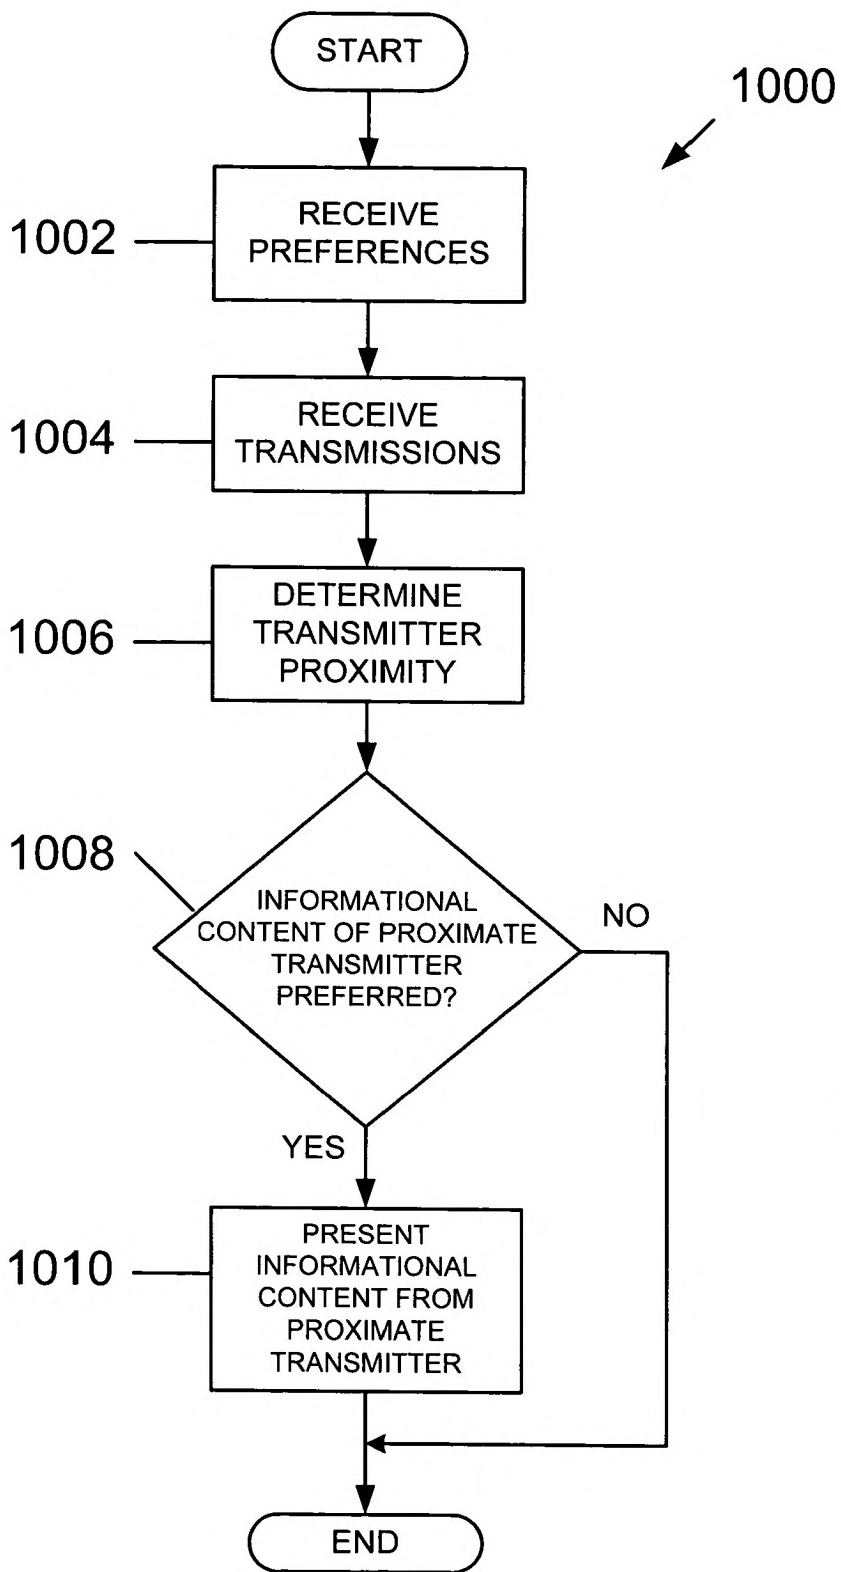 START
1000
1002
RECEIVE
PREFERENCES
1004
RECEIVE
TRANSMISSIONS
1006
DETERMINE
TRANSMITTER
PROXIMITY
1008
INFORMATIONAL
CONTENT OF PROXIMATE
TRANSMITTER
PREFERRED?
NO
YES
1010
PRESENT
INFORMATIONAL
CONTENT FROM
PROXIMATE
TRANSMITTER
END